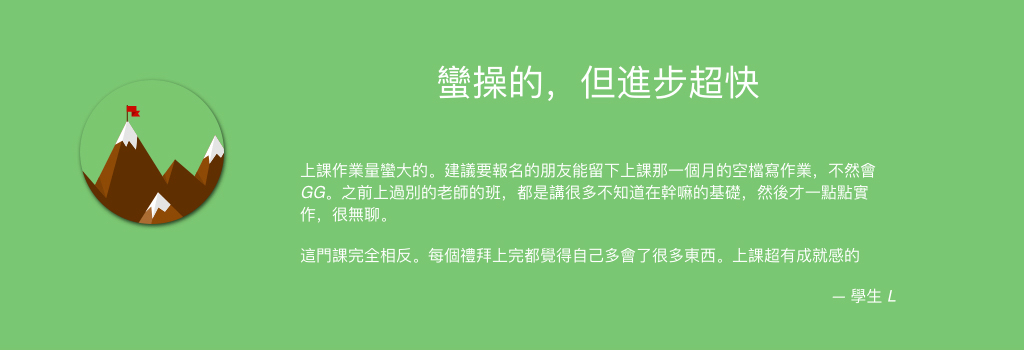 蠻操的，但進步超快
上課作業量蠻大的。建議要報名的朋友能留下上課那一個月的空檔寫作業，不然會
GG。之前上過別的老師的班，都是講很多不知道在幹嘛的基礎，然後才一點點實
作，很無聊。
這門課完全相反。每個禮拜上完都覺得自己多會了很多東西。上課超有成就感的
— 學生 L